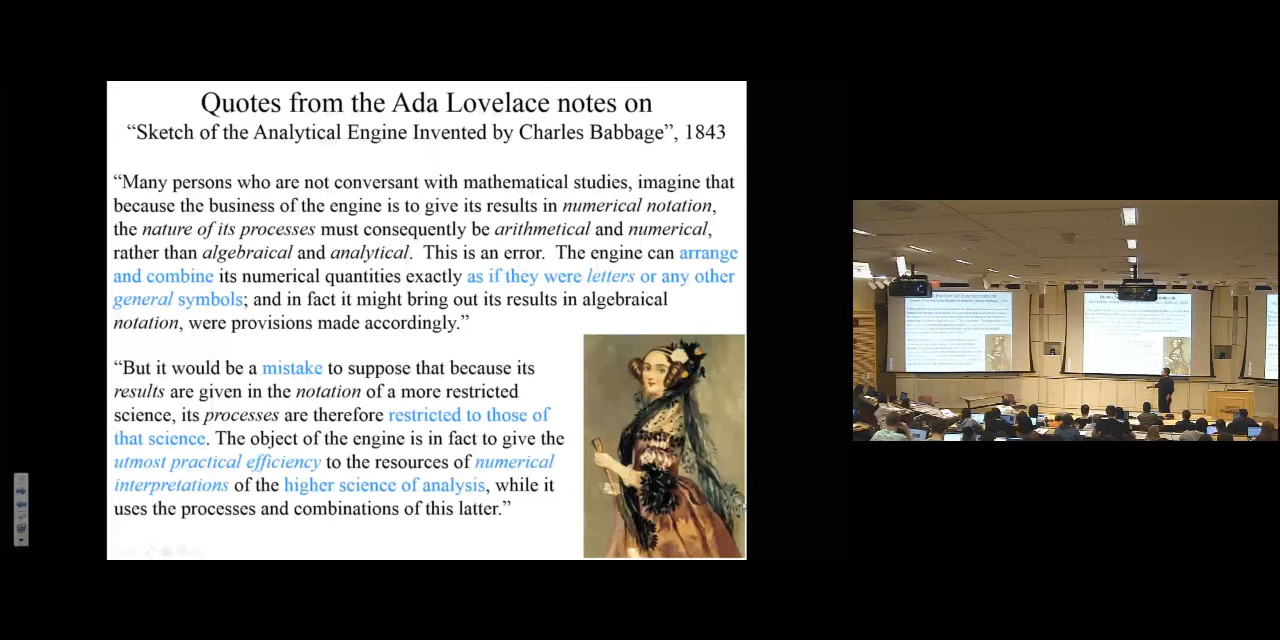 Quotes from the Ada Lovelace notes on
“Sketch of the Analytical Engine Invented by Charles Babbage”, 1843
“Many persons who are not conversant with mathematical studies, imagine that
because the business of the engine is to give its results in numerical notation,
the nature of its processes must consequently be arithmetical and numerical,
rather than algebraical and analytical.  This is an error.  The engine can arrange
and combine its numerical quantities exactly as if they were letters or any other
general symbols; and in fact it might bring out its results in algebraical
notation, were provisions made accordingly.”
“But it would be a mistake to suppose that because its
results are given in the notation of a more restricted
science, its processes are therefore restricted to those of
that science. The object of the engine is in fact to give the
utmost practical efficiency to the resources of numerical
interpretations of the higher science of analysis, while it
uses the processes and combinations of this latter.”